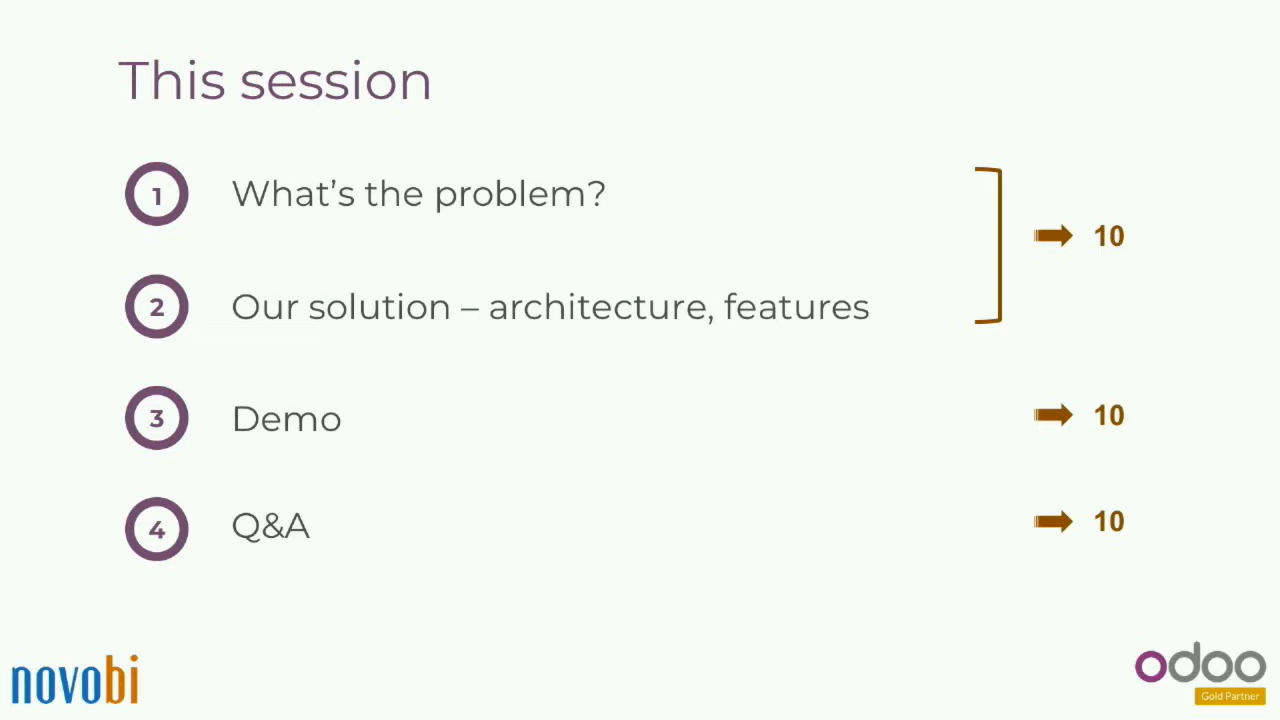 This session
1 What's the problem?
10
2 Our solution – architecture, features
3 Demo 10
4 Q&A 10
novobi
odoo
Gold Partner